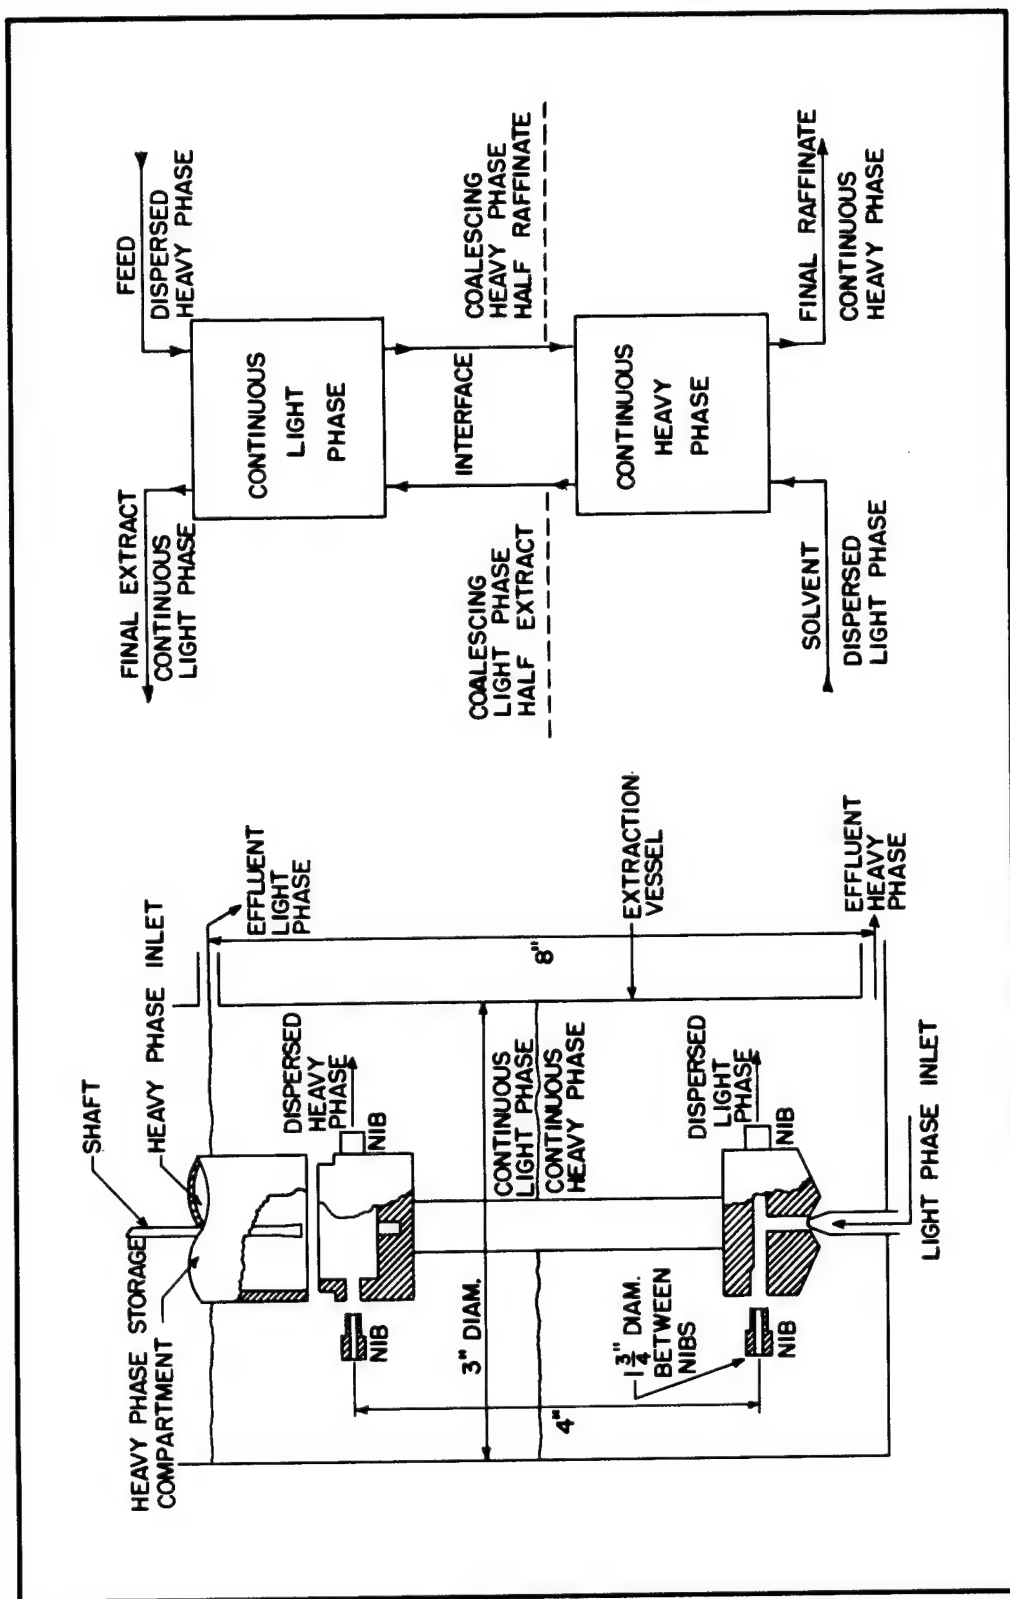 SHAFT
HEAVY PHASE INLET
HEAVY PHASE STORAGE
COMPARTMENT
EFFLUENT
LIGHT
PHASE
DISPERSED
HEAVY
PHASE
NIB
NIB
3" DIAM.
CONTINUOUS
LIGHT PHASE
CONTINUOUS
HEAVY PHASE
8"
EXTRACTION
VESSEL
4"
1 3/4" DIAM.
BETWEEN
NIBS
NIB
DISPERSED
LIGHT
PHASE
NIB
EFFLUENT
HEAVY
PHASE
LIGHT PHASE INLET
FINAL EXTRACT
CONTINUOUS
LIGHT PHASE
FEED
DISPERSED
HEAVY PHASE
CONTINUOUS
LIGHT
PHASE
COALESCING
LIGHT PHASE
HALF EXTRACT
INTERFACE
COALESCING
HEAVY PHASE
HALF RAFFINATE
CONTINUOUS
HEAVY
PHASE
SOLVENT
DISPERSED
LIGHT PHASE
FINAL RAFFINATE
CONTINUOUS
HEAVY PHASE